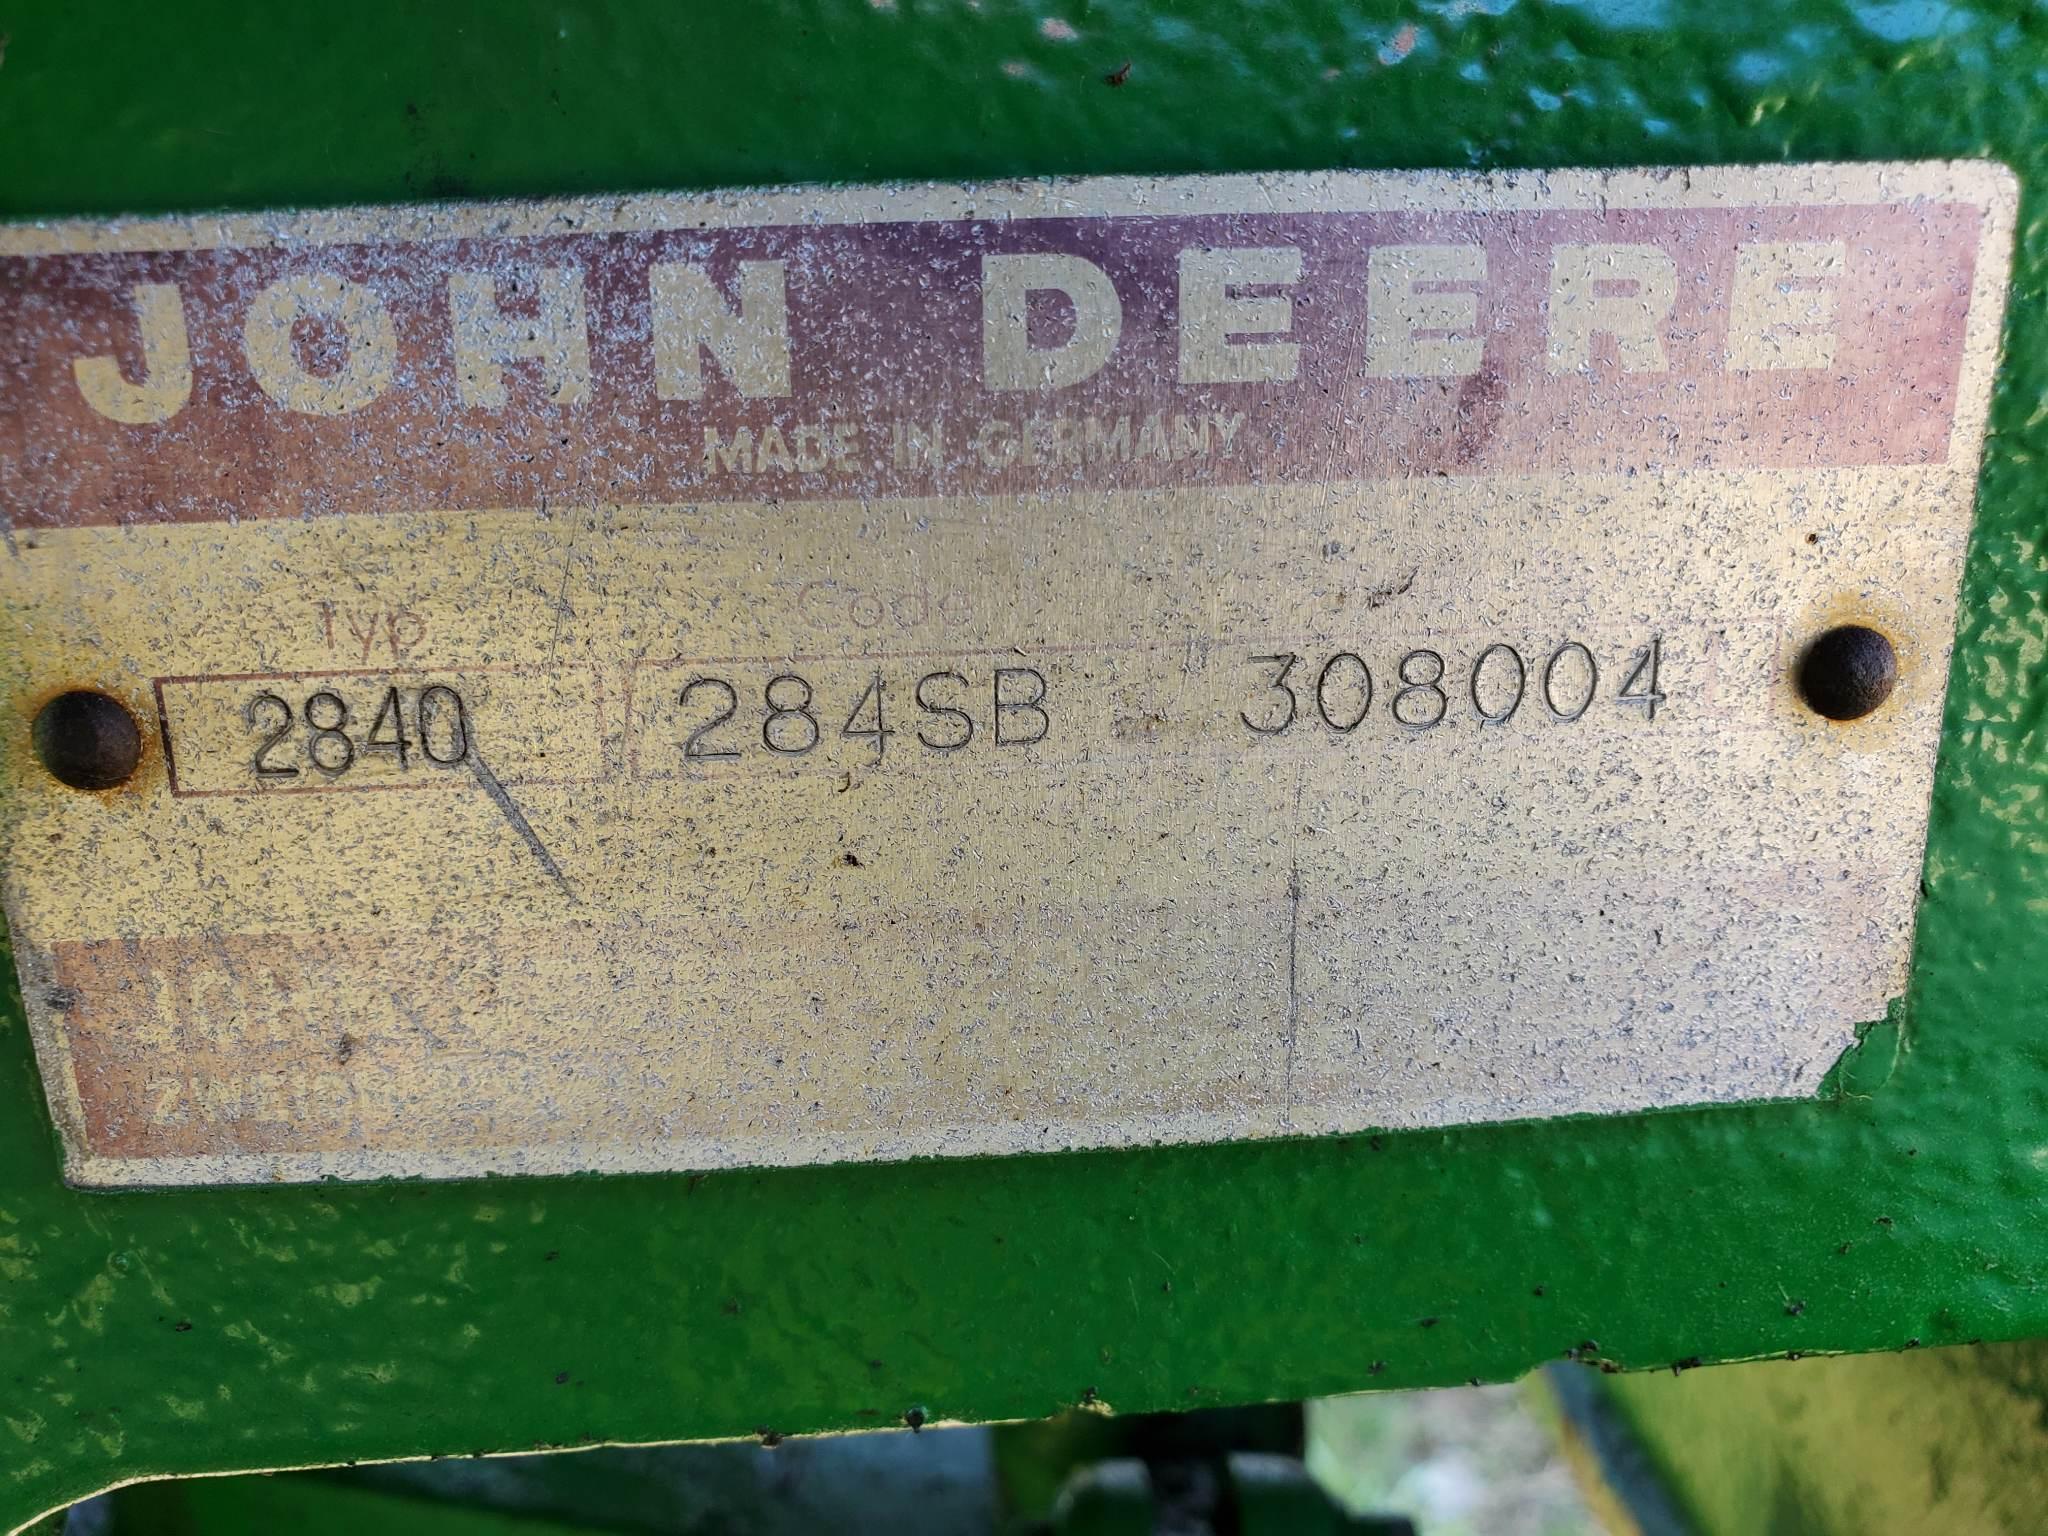 JOHN DEERE
MADE IN GERMANY
Typ Code
2840 284SB 308004